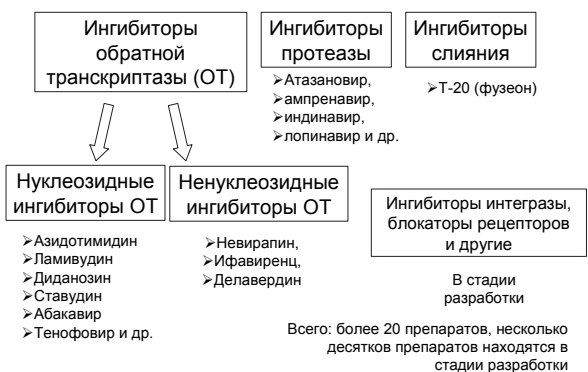 Ингибиторы
обратной
транскриптазы (ОТ)
Ингибиторы
протеазы
➢Атазановир,
➢ампренавир,
➢индинавир,
➢лопинавир и др.
Ингибиторы
слияния
➢Т-20 (фузеон)
Нуклеозидные
ингибиторы ОТ
➢Азидотимидин
➢Ламивудин
➢Диданозин
➢Ставудин
➢Абакавир
➢Тенофовир и др.
Ненуклеозидные
ингибиторы ОТ
➢Невирапин,
➢Ифавиренц,
➢Делавердин
Ингибиторы интегразы,
блокаторы рецепторов
и другие
В стадии
разработки
Всего: более 20 препаратов, несколько
десятков препаратов находятся в
стадии разработки